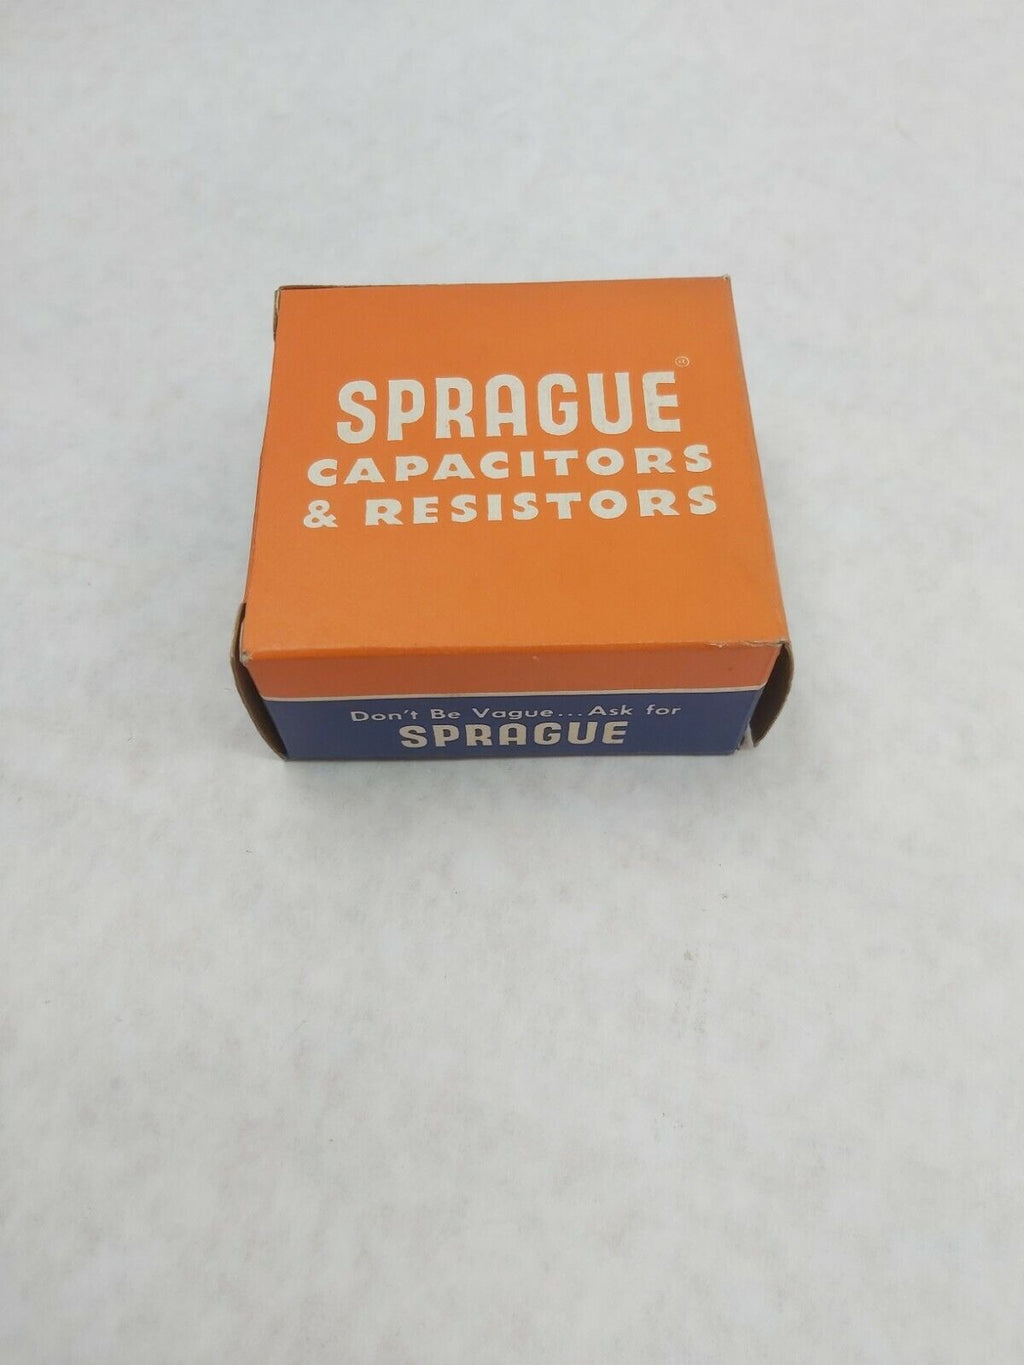 SPRAGUE®
CAPACITORS
& RESISTORS
Don't Be Vague...Ask for
SPRAGUE